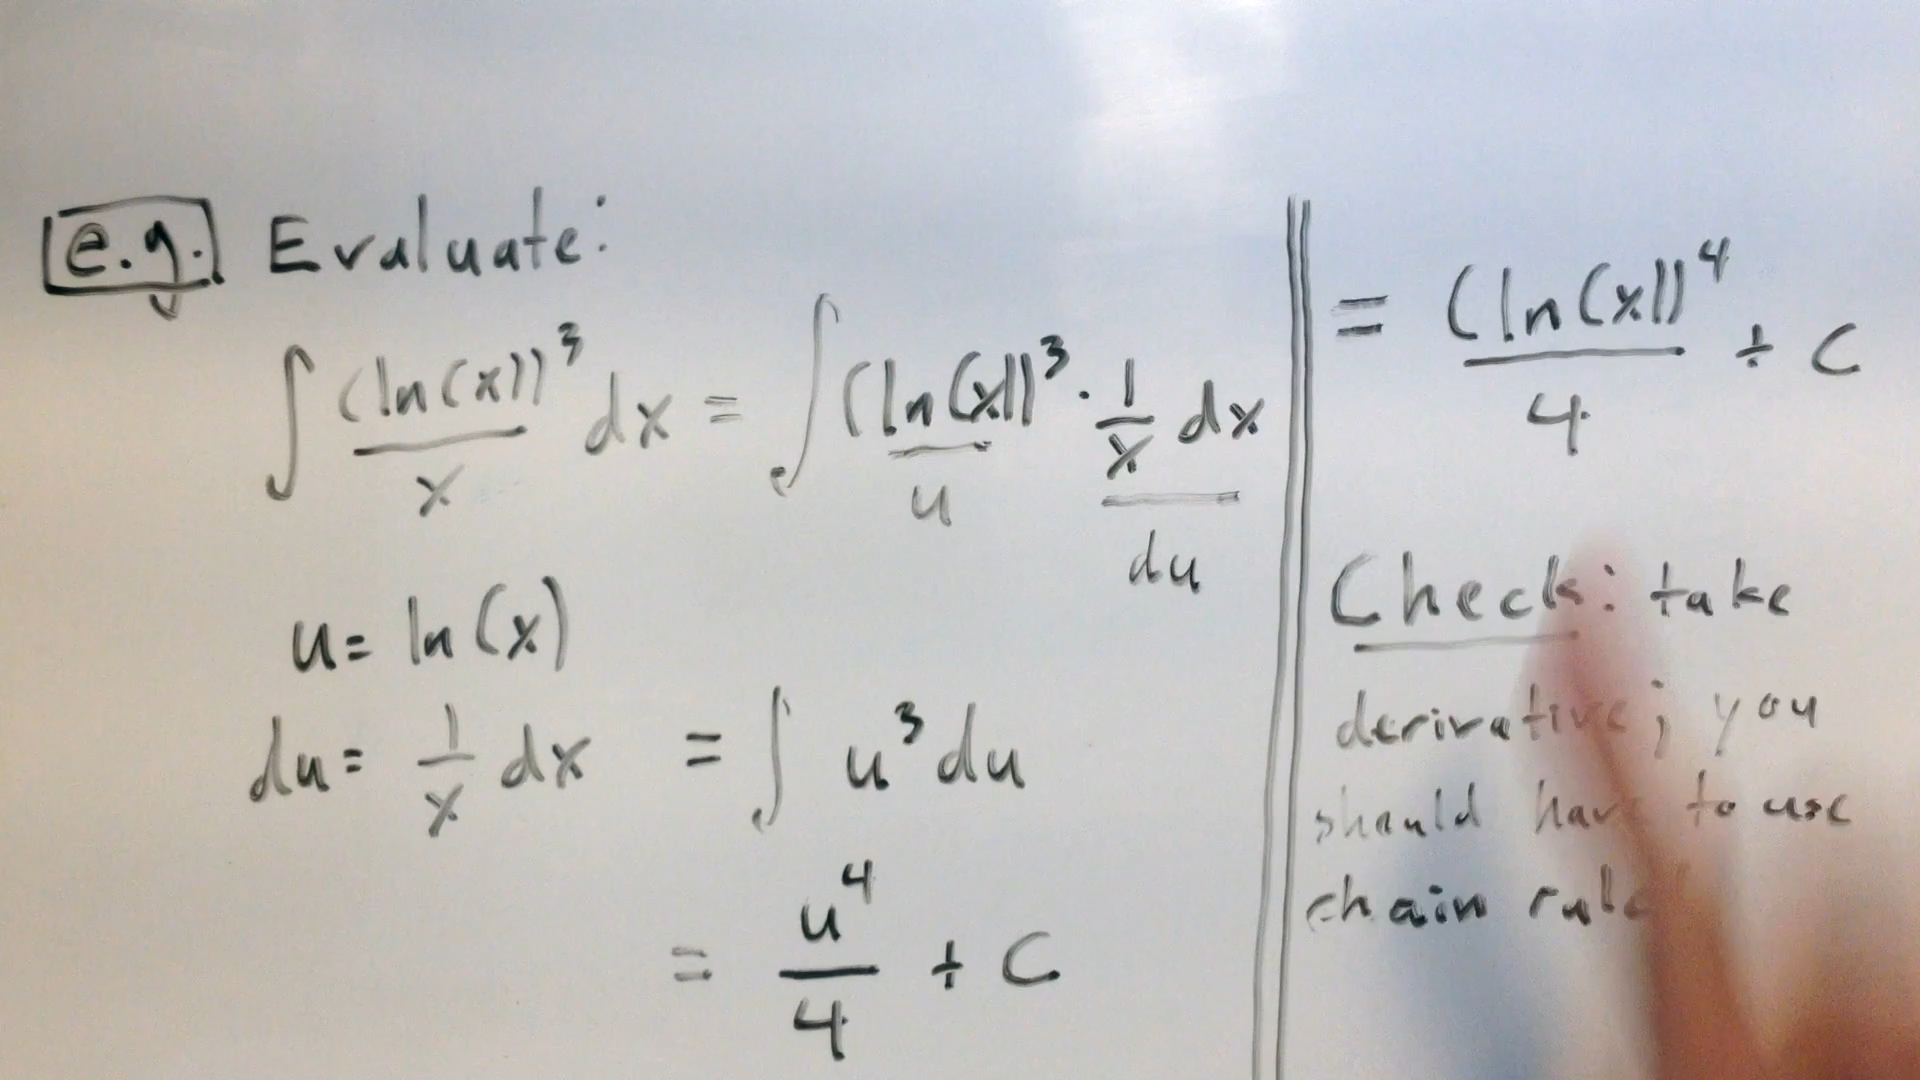 e.g. Evaluate:
∫ (ln(x))³/x dx = ∫ (ln(x))³ · 1/x dx
u du
u = ln(x)
du = 1/x dx = ∫ u³ du
= u⁴/4 + C
= (ln(x))⁴/4 + C
Check: take
derivative; you
should have to use
chain rule